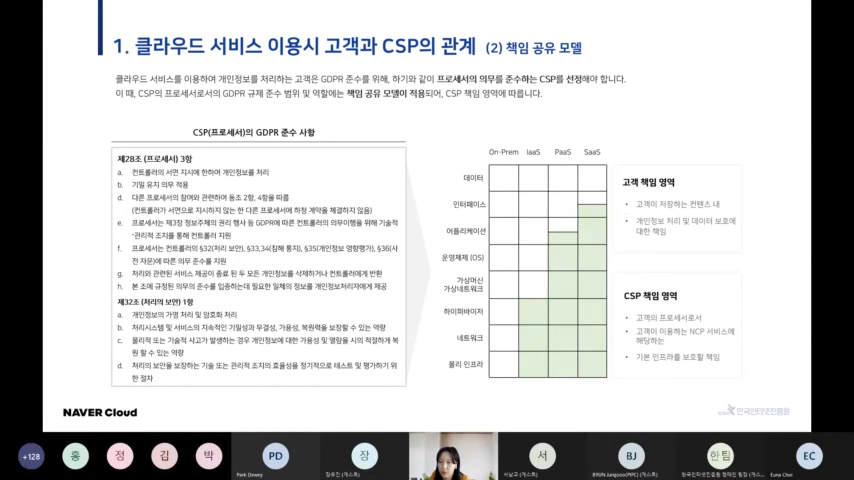 1. 클라우드 서비스 이용시 고객과 CSP의 관계 (2) 책임 공유 모델
클라우드 서비스를 이용하여 개인정보를 처리하는 고객은 GDPR 준수를 위해, 하기와 같이 프로세서의 의무를 준수하는 CSP를 선정해야 합니다.
이 때, CSP의 프로세서로서의 GDPR 규제 준수 범위 및 역할에는 책임 공유 모델이 적용되어, CSP 책임 영역에 따릅니다.
CSP(프로세서)의 GDPR 준수 사항
제28조 (프로세서) 3항
a. 컨트롤러의 서면 지시에 한하여 개인정보를 처리
b. 기밀 유지 의무 적용
d. 다른 프로세서의 참여와 관련하여 동조 2항, 4항을 따름
(컨트롤러가 서면으로 지시하지 않는 한 다른 프로세서에 하청 계약을 체결하지 않음)
e. 프로세서는 제3장 정보주체의 권리 행사 등 GDPR에 따른 컨트롤러의 의무이행을 위해 기술적
·관리적 조치를 통해 컨트롤러 지원
f. 프로세서는 컨트롤러의 §32(처리 보안), §33,34(침해 통지), §35(개인정보 영향평가), §36(사
전 자문)에 따른 의무 준수를 지원
g. 처리와 관련된 서비스 제공이 종료 된 두 모든 개인정보를 삭제하거나 컨트롤러에게 반환
h. 본 조에 규정된 의무의 준수를 입증하는데 필요한 일체의 정보를 개인정보처리자에게 제공
제32조 (처리의 보안) 1항
a. 개인정보의 가명 처리 및 암호화 처리
b. 처리시스템 및 서비스의 지속적인 기밀성과 무결성, 가용성, 복원력을 보장할 수 있는 역량
c. 물리적 또는 기술적 사고가 발생하는 경우 개인정보에 대한 가용성 및 열람을 시의 적절하게 복
원 할 수 있는 역량
d. 처리의 보안을 보장하는 기술 또는 관리적 조치의 효율성을 정기적으로 테스트 및 평가하기 위
한 절차
On-Prem IaaS PaaS SaaS
데이터
인터페이스
어플리케이션
운영체제 (OS)
가상머신
가상네트워크
하이퍼바이저
네트워크
물리 인프라
고객 책임 영역
• 고객이 저장하는 컨텐츠 내
• 개인정보 처리 및 데이터 보호에
대한 책임
CSP 책임 영역
• 고객의 프로세서로서
• 고객이 이용하는 NCP 서비스에
해당하는
• 기본 인프라를 보호할 책임
NAVER Cloud
한국인터넷진흥원
+128 홍 정 김 박 PD 장 서 BJ 한팀 EC
Park Dewey
장유진 (게스트)
서남교 (게스트)
BYUN Jungsoo(PIPC) (게스트)
Euna Choi